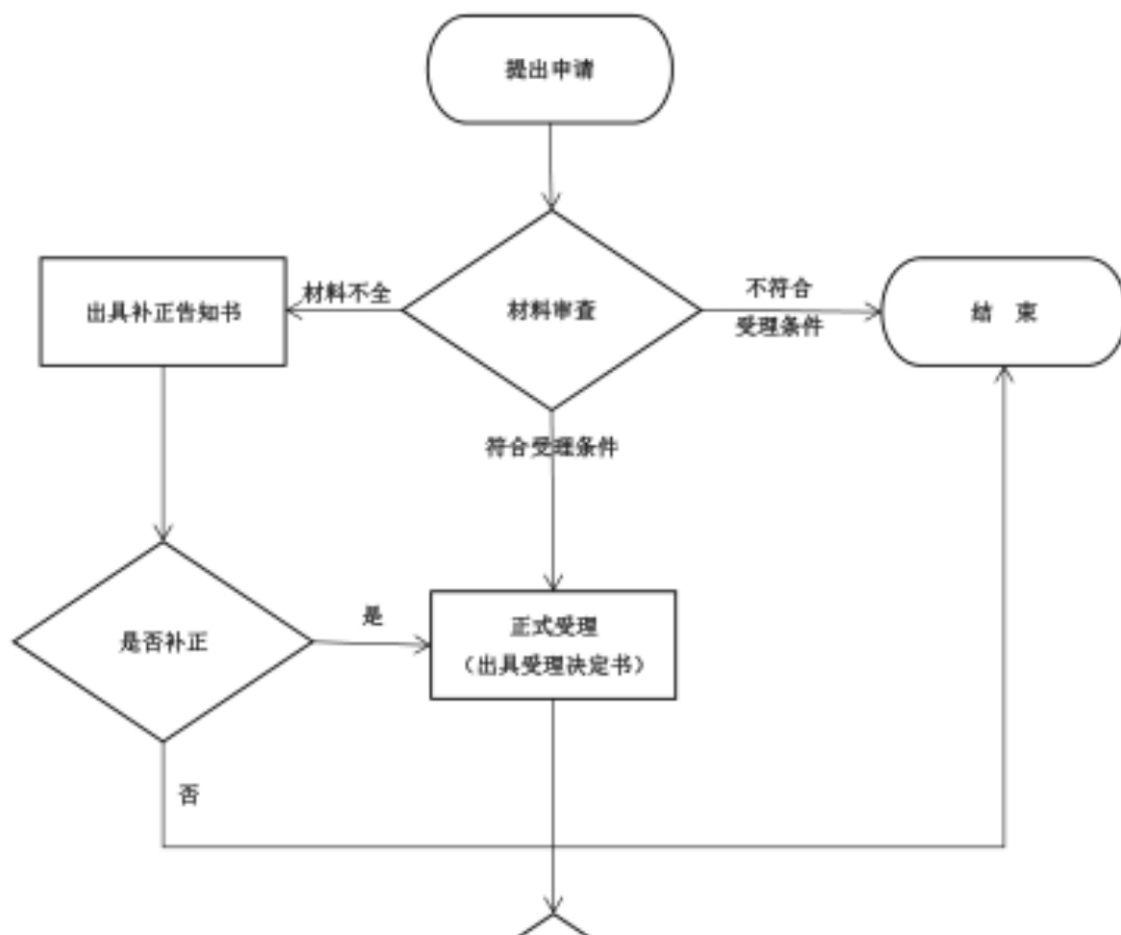 提出申请
出具补正告知书
材料不全
材料审查
不符合
受理条件
结 束
符合受理条件
是否补正
是
正式受理
（出具受理决定书）
否